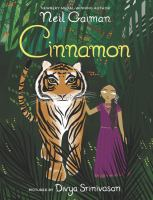 NEWBERY MEDAL-WINNING AUTHOR
Neil Gaiman
Cinnamon
PICTURES BY Divya Srinivasan